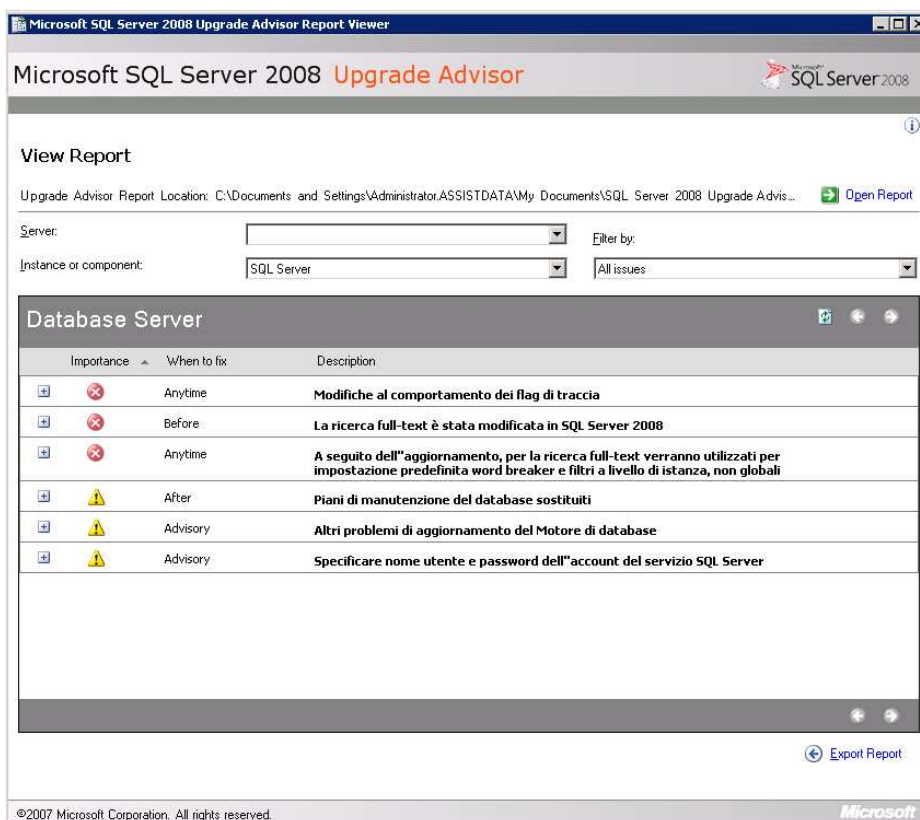 Microsoft SQL Server 2008 Upgrade Advisor Report Viewer
Microsoft SQL Server 2008 Upgrade Advisor
Microsoft SQL Server 2008
View Report
Upgrade Advisor Report Location: C:\Documents and Settings\Administrator.ASSISTDATA\My Documents\SQL Server 2008 Upgrade Advis...
Open Report
Server:
Filter by:
Instance or component:
SQL Server
All issues
Database Server
Importance When to fix Description
Anytime Modifiche al comportamento dei flag di traccia
Before La ricerca full-text è stata modificata in SQL Server 2008
Anytime A seguito dell"aggiornamento, per la ricerca full-text verranno utilizzati per
impostazione predefinita word breaker e filtri a livello di istanza, non globali
After Piani di manutenzione del database sostituiti
Advisory Altri problemi di aggiornamento del Motore di database
Advisory Specificare nome utente e password dell"account del servizio SQL Server
Export Report
©2007 Microsoft Corporation. All rights reserved.
Microsoft